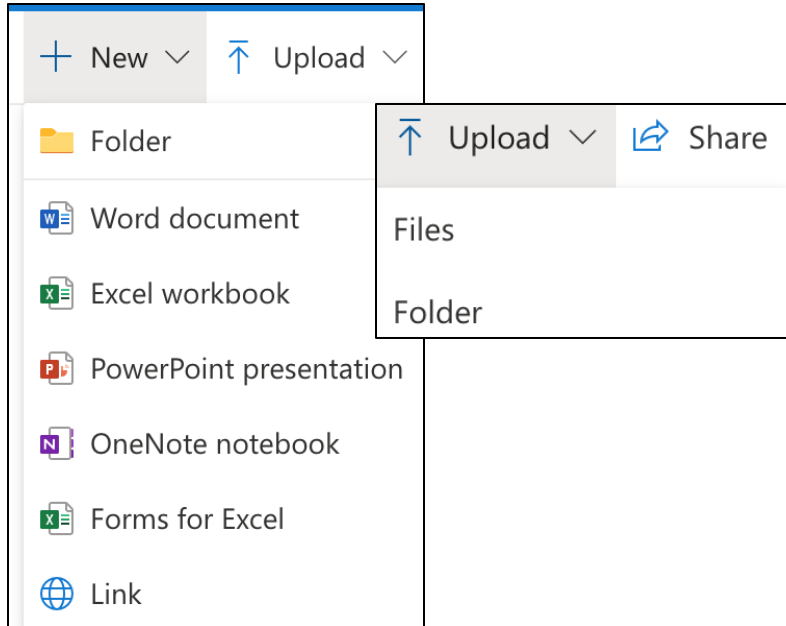 New
Upload
Folder
Word document
Excel workbook
PowerPoint presentation
OneNote notebook
Forms for Excel
Link
Upload
Share
Files
Folder